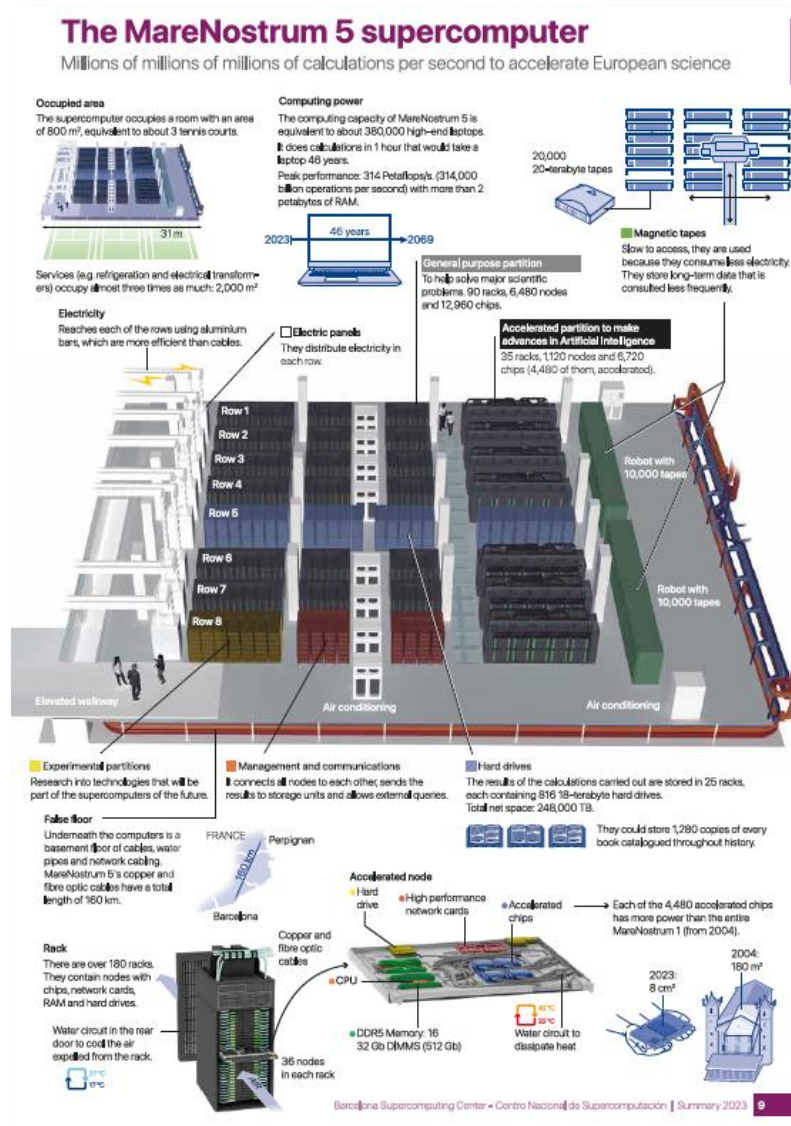 The MareNostrum 5 supercomputer
Millions of millions of millions of calculations per second to accelerate European science
Occupied area
The supercomputer occupies a room with an area
of 800 m², equivalent to about 3 tennis courts.
31 m
Services (e.g. refrigeration and electrical transform-
ers) occupy almost three times as much: 2,000 m²
Computing power
The computing capacity of MareNostrum 5 is
equivalent to about 380,000 high-end laptops.
It does calculations in 1 hour that would take a
laptop 46 years.
Peak performance: 314 Petaflops/s. (314,000
billion operations per second) with more than 2
petabytes of RAM.
2023
46 years
2069
20,000
20-terabyte tapes
Magnetic tapes
Slow to access, they are used
because they consume less electricity.
They store long-term data that is
consulted less frequently.
General purpose partition
To help solve major scientific
problems. 90 racks, 6,480 nodes
and 12,960 chips.
Electricity
Reaches each of the rows using aluminium
bars, which are more efficient than cables.
Electric panels
They distribute electricity in
each row.
Accelerated partition to make
advances in Artificial Intelligence
35 racks, 1,120 nodes and 6,720
chips (4,480 of them, accelerated).
Row 1
Row 2
Row 3
Row 4
Row 5
Row 6
Row 7
Row 8
Robot with
10,000 tapes
Robot with
10,000 tapes
Elevated walkway
Air conditioning
Air conditioning
Experimental partitions
Research into technologies that will be
part of the supercomputers of the future.
Management and communications
It connects all nodes to each other, sends the
results to storage units and allows external queries.
Hard drives
The results of the calculations carried out are stored in 25 racks,
each containing 816 18-terabyte hard drives.
Total net space: 248,000 TB.
They could store 1,280 copies of every
book catalogued throughout history.
False floor
Underneath the computers is a
basement floor of cables, water
pipes and network cabling.
MareNostrum 5's copper and
fibre optic cables have a total
length of 160 km.
FRANCE
Perpignan
160 km
Barcelona
Accelerated node
Hard
drive
High performance
network cards
Accelerated
chips
Each of the 4,480 accelerated chips
has more power than the entire
MareNostrum 1 (from 2004).
CPU
DDR5 Memory: 16
32 Gb DIMMS (512 Gb)
Water circuit to
dissipate heat
2023:
8 cm²
2004:
160 m²
Rack
There are over 180 racks.
They contain nodes with
chips, network cards,
RAM and hard drives.
Water circuit in the rear
door to cool the air
expelled from the rack.
17 °C
Copper and
fibre optic
cables
36 nodes
in each rack
Barcelona Supercomputing Center - Centro Nacional de Supercomputación | Summary 2023 9